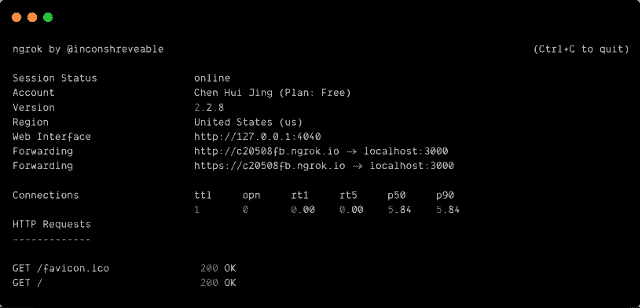 ngrok by @inconshreveable (Ctrl+C to quit)
Session Status online
Account Chen Hui Jing (Plan: Free)
Version 2.2.8
Region United States (us)
Web Interface http://127.0.0.1:4040
Forwarding http://c20508fb.ngrok.io → localhost:3000
Forwarding https://c20508fb.ngrok.io → localhost:3000
Connections ttl opn rt1 rt5 p50 p90
1 0 0.00 0.00 5.84 5.84
HTTP Requests
-------------
GET /favicon.ico 200 OK
GET / 200 OK